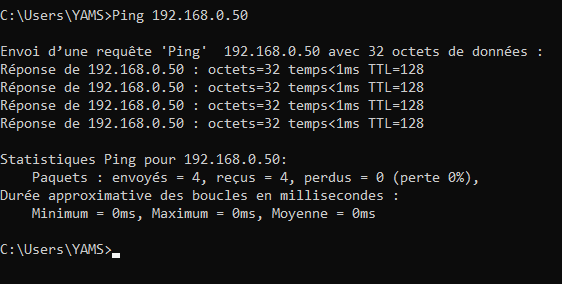 C:\Users\YAMS>Ping 192.168.0.50
Envoi d’une requête 'Ping'  192.168.0.50 avec 32 octets de données :
Réponse de 192.168.0.50 : octets=32 temps<1ms TTL=128
Réponse de 192.168.0.50 : octets=32 temps<1ms TTL=128
Réponse de 192.168.0.50 : octets=32 temps<1ms TTL=128
Réponse de 192.168.0.50 : octets=32 temps<1ms TTL=128
Statistiques Ping pour 192.168.0.50:
    Paquets : envoyés = 4, reçus = 4, perdus = 0 (perte 0%),
Durée approximative des boucles en millisecondes :
    Minimum = 0ms, Maximum = 0ms, Moyenne = 0ms
C:\Users\YAMS>